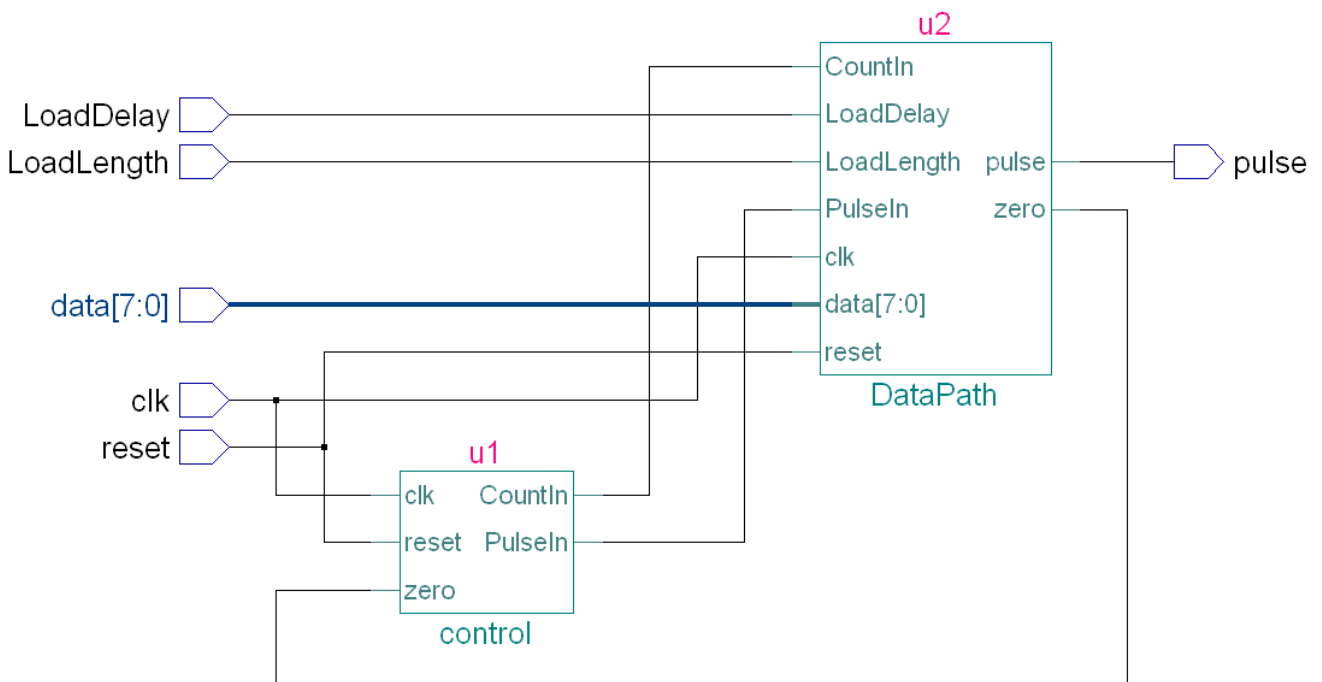 u2
CountIn
LoadDelay
LoadDelay
LoadLength
LoadLength
pulse
pulse
PulseIn
zero
clk
data[7:0]
data[7:0]
reset
DataPath
clk
reset
u1
clk
CountIn
reset
PulseIn
zero
control